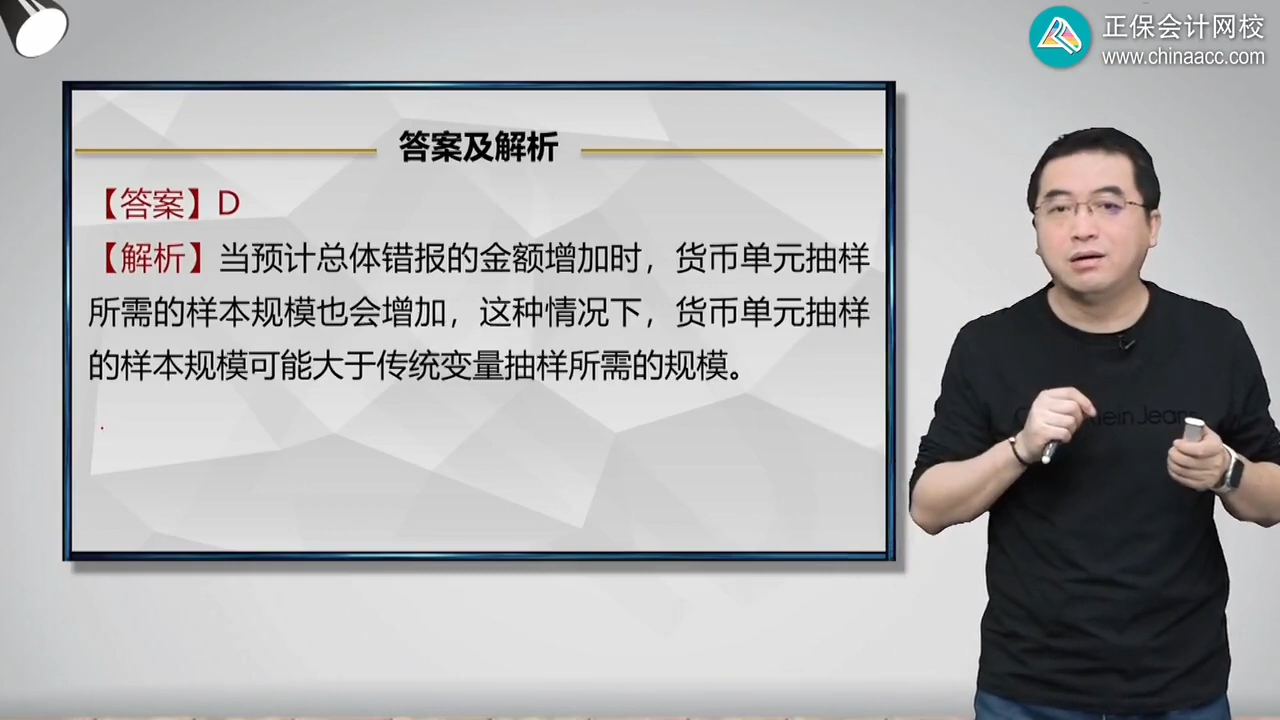 正保会计网校
www.chinaacc.com
答案及解析
【答案】D
【解析】当预计总体错报的金额增加时，货币单元抽样
所需的样本规模也会增加，这种情况下，货币单元抽样
的样本规模可能大于传统变量抽样所需的规模。